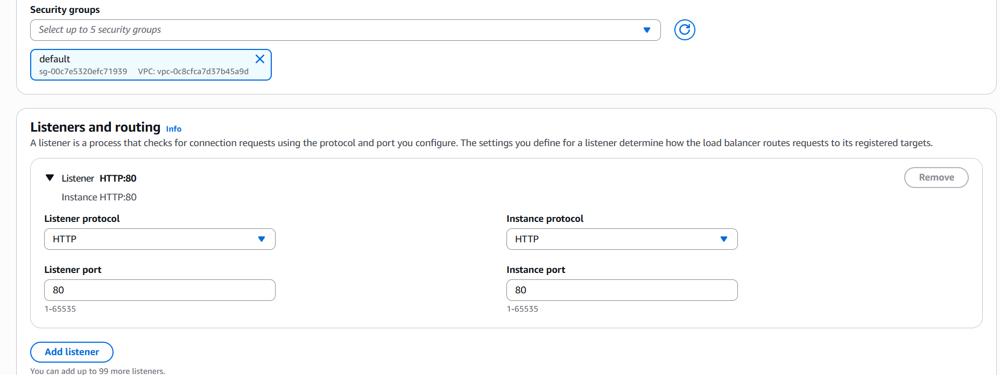 Security groups
Select up to 5 security groups
default
sg-00c7e5320efc71939 VPC: vpc-0c8cfca7d37b45a9d
Listeners and routing Info
A listener is a process that checks for connection requests using the protocol and port you configure. The settings you define for a listener determine how the load balancer routes requests to its registered targets.
Listener HTTP:80
Remove
Instance HTTP:80
Listener protocol
Instance protocol
HTTP
HTTP
Listener port
Instance port
80
80
1-65535
1-65535
Add listener
You can add up to 99 more listeners.